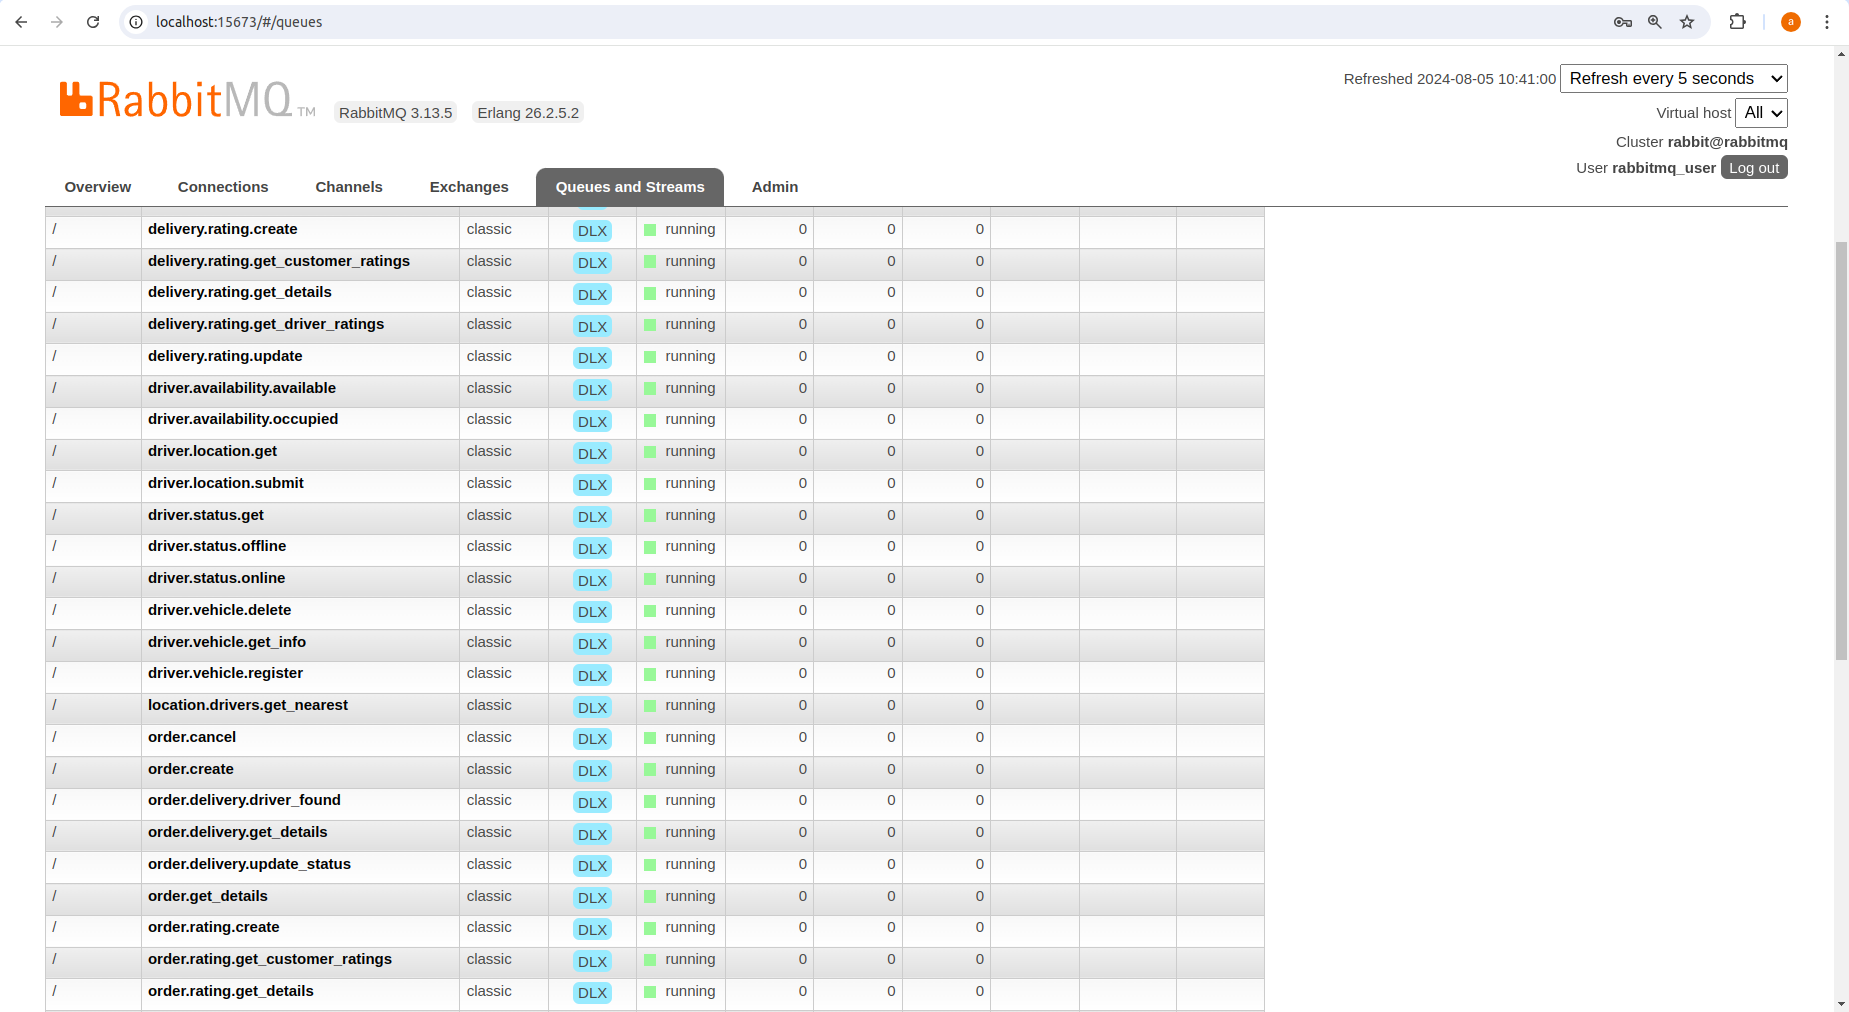 localhost:15673/#/queues
a
RabbitMQ TM
RabbitMQ 3.13.5 Erlang 26.2.5.2
Refreshed 2024-08-05 10:41:00 Refresh every 5 seconds
Virtual host All
Cluster rabbit@rabbitmq
User rabbitmq_user Log out
Overview Connections Channels Exchanges Queues and Streams Admin
/ delivery.rating.create classic DLX running 0 0 0
/ delivery.rating.get_customer_ratings classic DLX running 0 0 0
/ delivery.rating.get_details classic DLX running 0 0 0
/ delivery.rating.get_driver_ratings classic DLX running 0 0 0
/ delivery.rating.update classic DLX running 0 0 0
/ driver.availability.available classic DLX running 0 0 0
/ driver.availability.occupied classic DLX running 0 0 0
/ driver.location.get classic DLX running 0 0 0
/ driver.location.submit classic DLX running 0 0 0
/ driver.status.get classic DLX running 0 0 0
/ driver.status.offline classic DLX running 0 0 0
/ driver.status.online classic DLX running 0 0 0
/ driver.vehicle.delete classic DLX running 0 0 0
/ driver.vehicle.get_info classic DLX running 0 0 0
/ driver.vehicle.register classic DLX running 0 0 0
/ location.drivers.get_nearest classic DLX running 0 0 0
/ order.cancel classic DLX running 0 0 0
/ order.create classic DLX running 0 0 0
/ order.delivery.driver_found classic DLX running 0 0 0
/ order.delivery.get_details classic DLX running 0 0 0
/ order.delivery.update_status classic DLX running 0 0 0
/ order.get_details classic DLX running 0 0 0
/ order.rating.create classic DLX running 0 0 0
/ order.rating.get_customer_ratings classic DLX running 0 0 0
/ order.rating.get_details classic DLX running 0 0 0